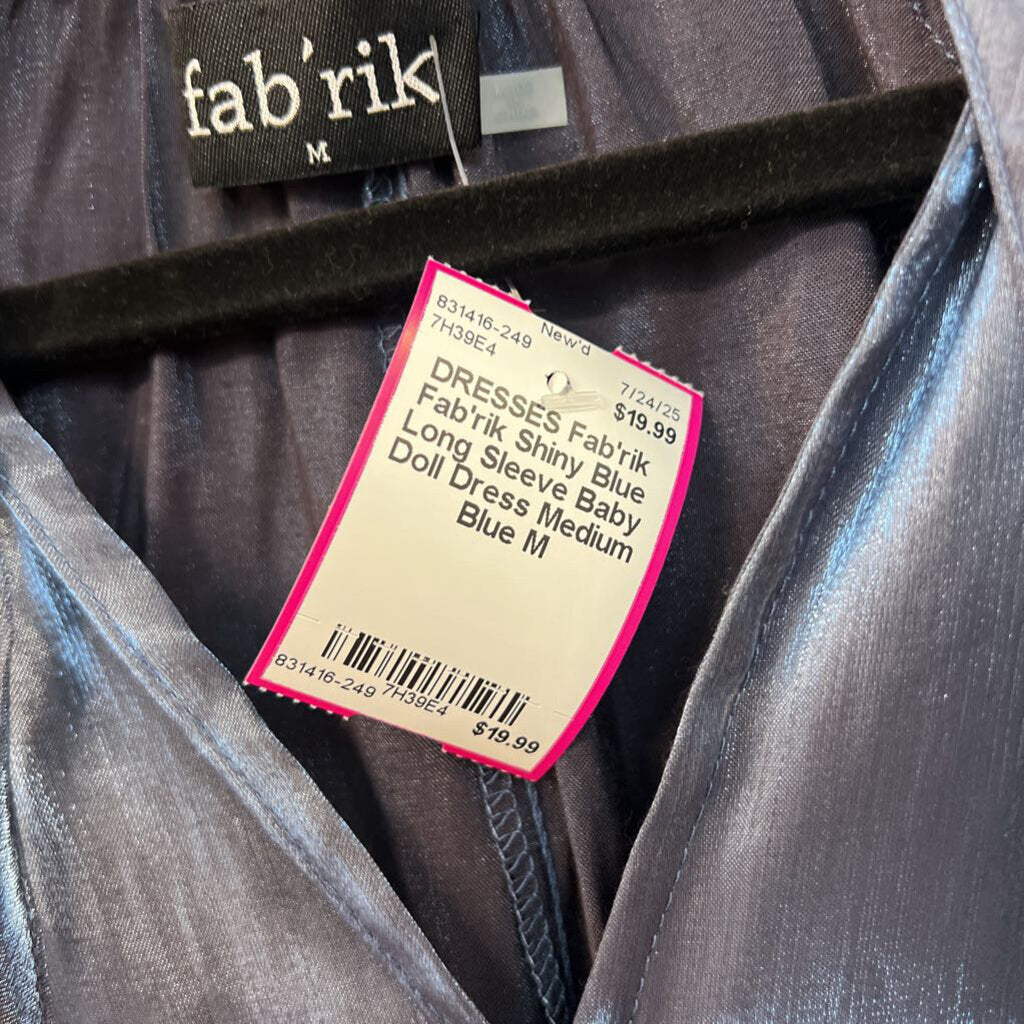 fab'rik
M
831416-249 New'd
7H39E4
7/24/25
$19.99
DRESSES Fab'rik
Fab'rik Shiny Blue
Long Sleeve Baby
Doll Dress Medium
Blue M
831416-249 7H39E4
$19.99